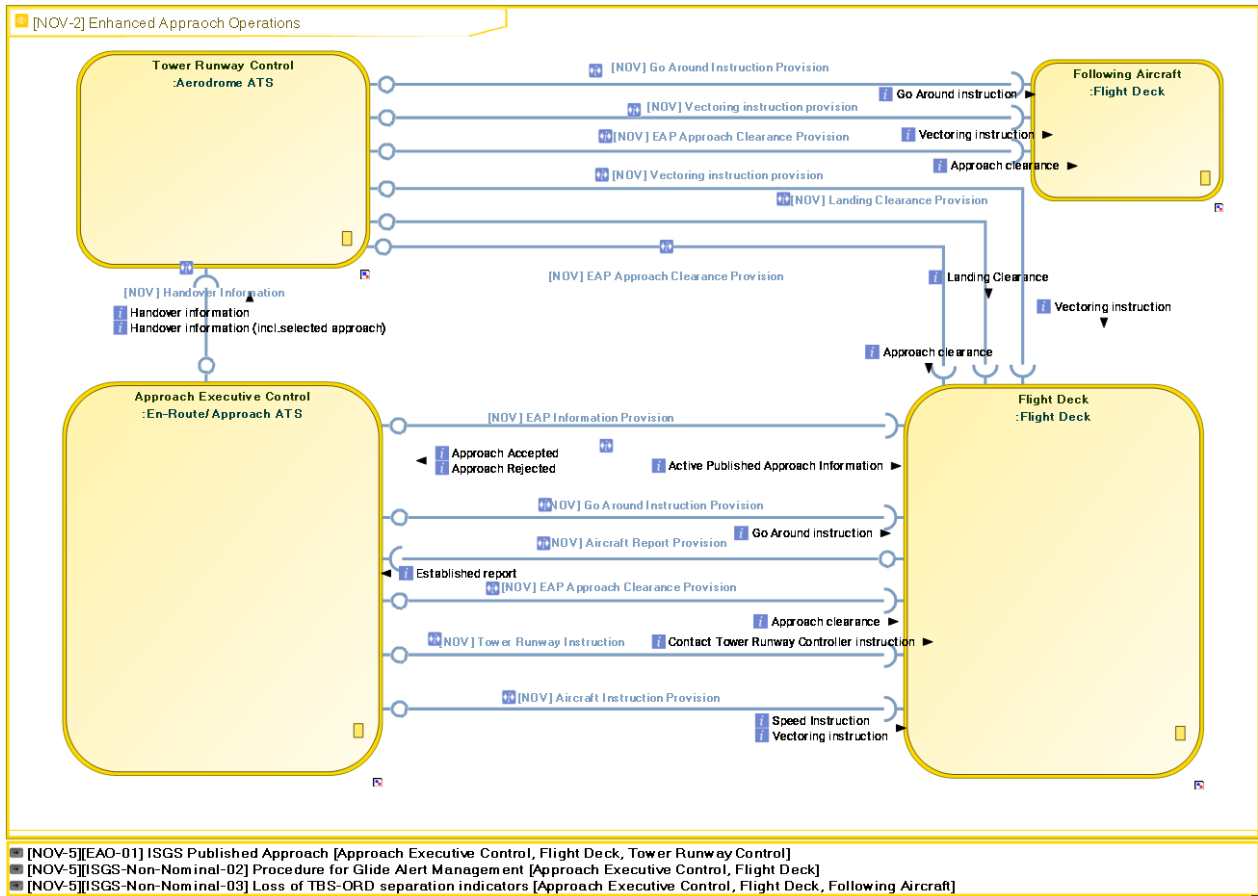 [NOV-2] Enhanced Appraoch Operations
Tower Runway Control
:Aerodrome ATS
Following Aircraft
:Flight Deck
[NOV] Go Around Instruction Provision
Go Around instruction
[NOV] Vectoring instruction provision
Vectoring instruction
[NOV] EAP Approach Clearance Provision
Approach clearance
[NOV] Vectoring instruction provision
[NOV] Landing Clearance Provision
[NOV] EAP Approach Clearance Provision
Landing Clearance
Vectoring instruction
Approach clearance
[NOV] Handover Information
Handover information
Handover information (incl.selected approach)
Approach Executive Control
:En-Route/Approach ATS
Flight Deck
:Flight Deck
[NOV] EAP Information Provision
Approach Accepted
Approach Rejected
Active Published Approach Information
[NOV] Go Around Instruction Provision
Go Around instruction
[NOV] Aircraft Report Provision
Established report
[NOV] EAP Approach Clearance Provision
Approach clearance
[NOV] Tower Runway Instruction
Contact Tower Runway Controller instruction
[NOV] Aircraft Instruction Provision
Speed Instruction
Vectoring instruction
[NOV-5][EAO-01] ISGS Published Approach [Approach Executive Control, Flight Deck, Tower Runway Control]
[NOV-5][ISGS-Non-Nominal-02] Procedure for Glide Alert Management [Approach Executive Control, Flight Deck]
[NOV-5][ISGS-Non-Nominal-03] Loss of TBS-ORD separation indicators [Approach Executive Control, Flight Deck, Following Aircraft]